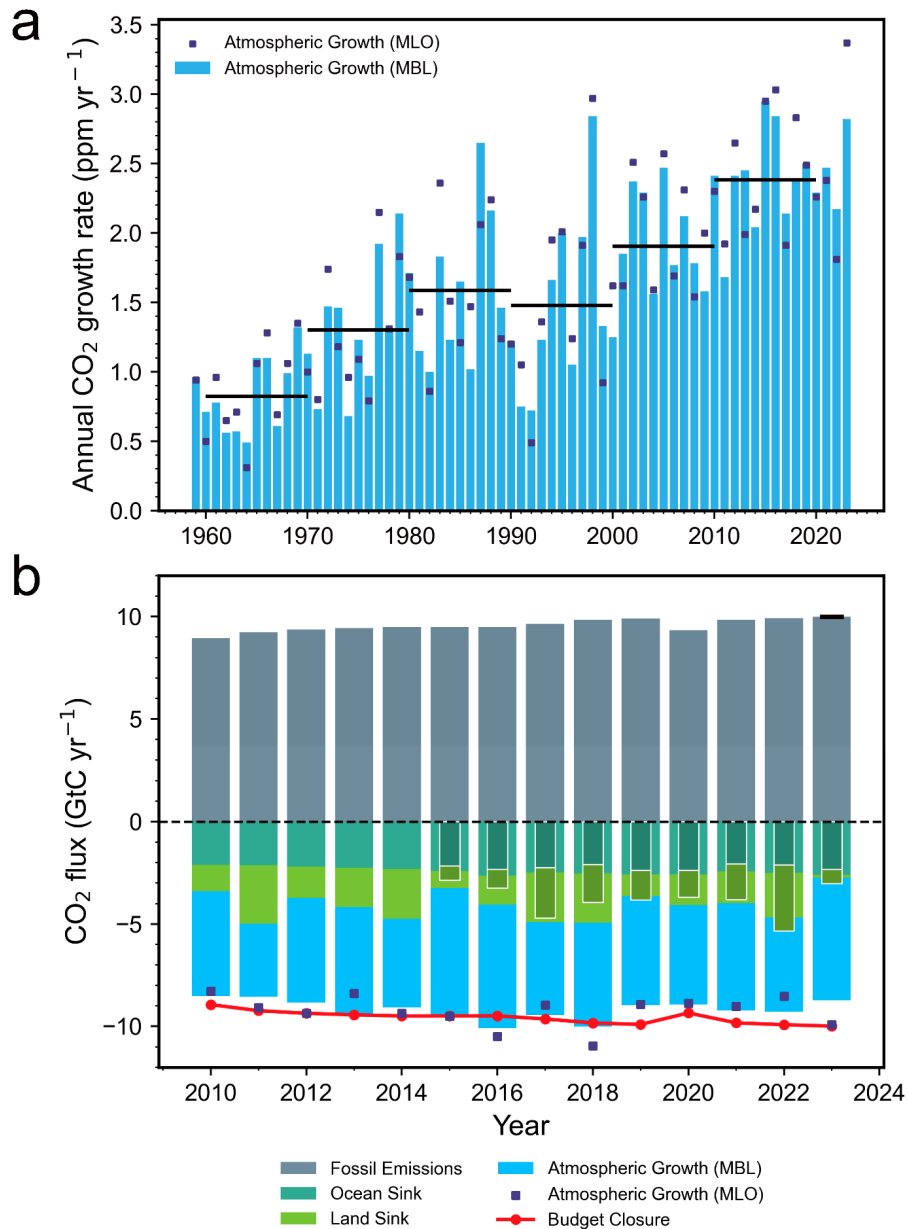 a
Annual CO₂ growth rate (ppm yr⁻¹)
3.5
3.0
2.5
2.0
1.5
1.0
0.5
0.0
Atmospheric Growth (MLO)
Atmospheric Growth (MBL)
1960 1970 1980 1990 2000 2010 2020
b
CO₂ flux (GtC yr⁻¹)
10
5
0
−5
−10
2010 2012 2014 2016 2018 2020 2022 2024
Year
Fossil Emissions Atmospheric Growth (MBL)
Ocean Sink Atmospheric Growth (MLO)
Land Sink Budget Closure